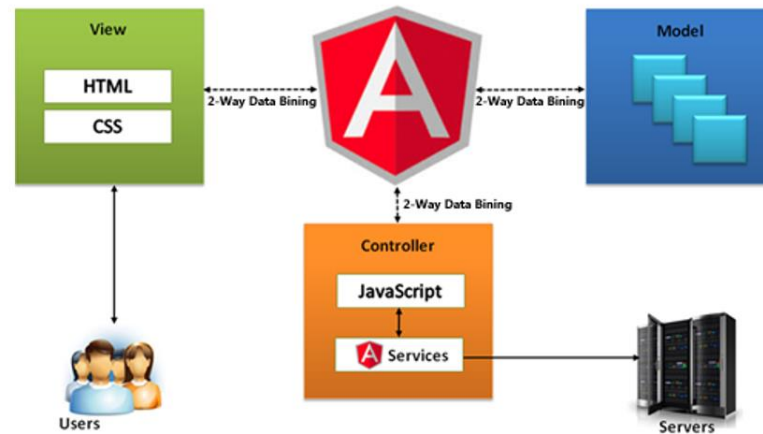 View
HTML
CSS
2-Way Data Bining
A
2-Way Data Bining
Model
2-Way Data Bining
Controller
JavaScript
A Services
Users
Servers